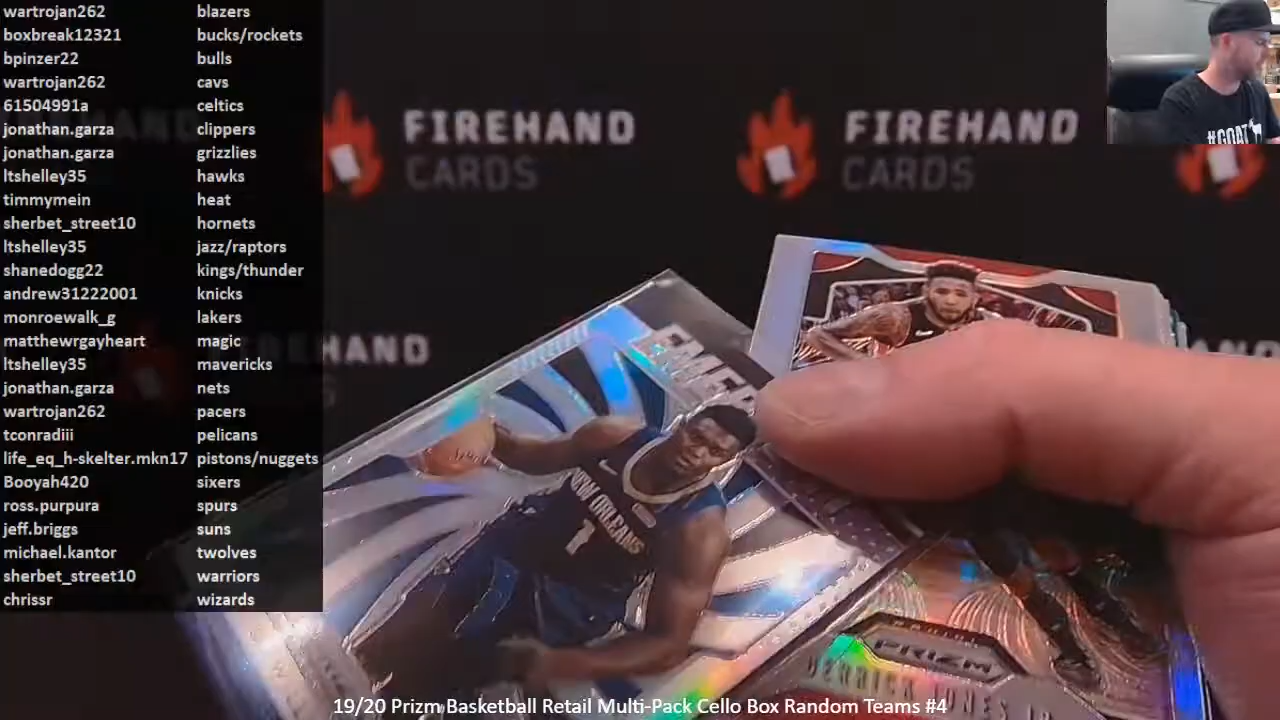 wartrojan262 blazers
boxbreak12321 bucks/rockets
bpinzer22 bulls
wartrojan262 cavs
61504991a celtics
jonathan.garza clippers
jonathan.garza grizzlies
ltshelley35 hawks
timmymein heat
sherbet_street10 hornets
ltshelley35 jazz/raptors
shanedogg22 kings/thunder
andrew31222001 knicks
monroewalk_g lakers
matthewrgayheart magic
ltshelley35 mavericks
jonathan.garza nets
wartrojan262 pacers
tconradiii pelicans
life_eq_h-skelter.mkn17 pistons/nuggets
Booyah420 sixers
ross.purpura spurs
jeff.briggs suns
michael.kantor twolves
sherbet_street10 warriors
chrissr wizards
FIREHAND
CARDS
FIREHAND
CARDS
#GOAT
NEW ORLEANS
1
PRIZM
DERRICK JONES JR
19/20 Prizm Basketball Retail Multi-Pack Cello Box Random Teams #4